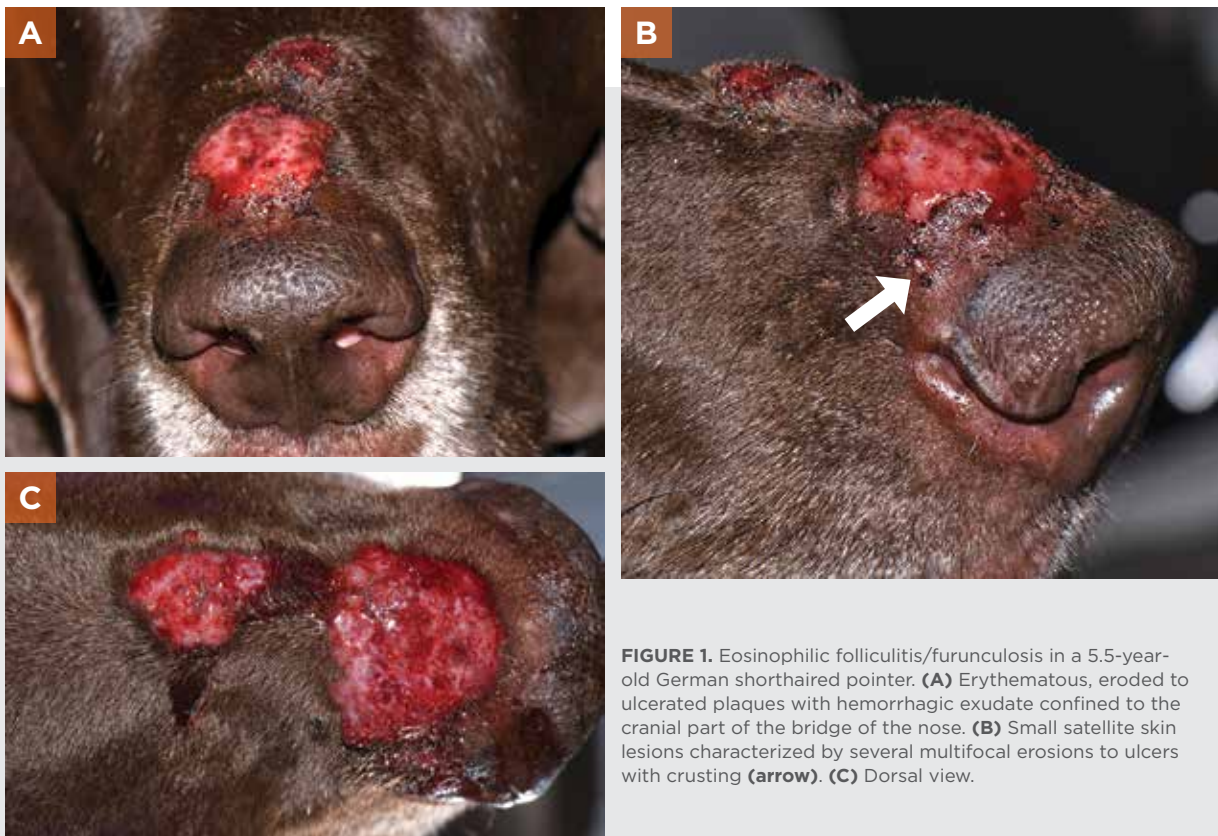 A
B
C
FIGURE 1. Eosinophilic folliculitis/furunculosis in a 5.5-year-
old German shorthaired pointer. (A) Erythematous, eroded to
ulcerated plaques with hemorrhagic exudate confined to the
cranial part of the bridge of the nose. (B) Small satellite skin
lesions characterized by several multifocal erosions to ulcers
with crusting (arrow). (C) Dorsal view.